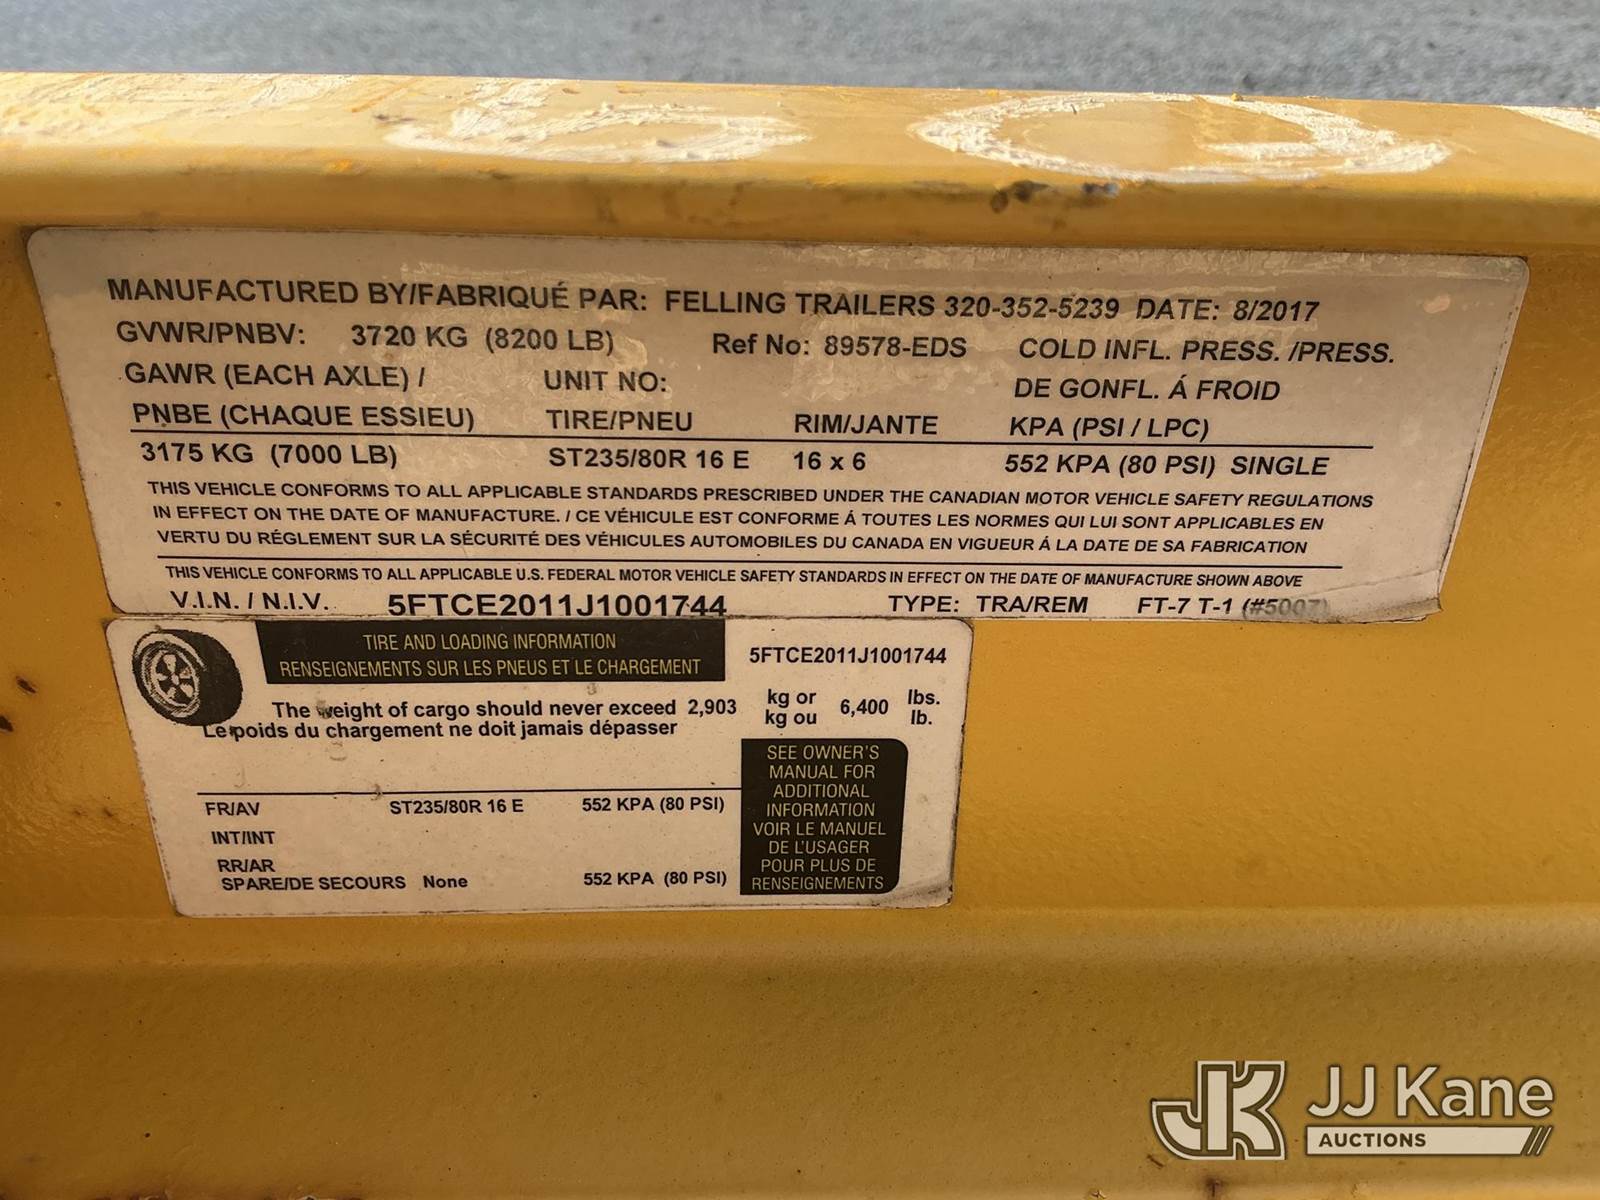 MANUFACTURED BY/FABRIQUÉ PAR: FELLING TRAILERS 320-352-5239 DATE: 8/2017
GVWR/PNBV: 3720 KG (8200 LB) Ref No: 89578-EDS COLD INFL. PRESS. /PRESS.
GAWR (EACH AXLE) / UNIT NO: DE GONFL. Á FROID
PNBE (CHAQUE ESSIEU) TIRE/PNEU RIM/JANTE KPA (PSI / LPC)
3175 KG (7000 LB) ST235/80R 16 E 16 x 6 552 KPA (80 PSI) SINGLE
THIS VEHICLE CONFORMS TO ALL APPLICABLE STANDARDS PRESCRIBED UNDER THE CANADIAN MOTOR VEHICLE SAFETY REGULATIONS
IN EFFECT ON THE DATE OF MANUFACTURE. / CE VÉHICULE EST CONFORME Á TOUTES LES NORMES QUI LUI SONT APPLICABLES EN
VERTU DU RÉGLEMENT SUR LA SÉCURITÉ DES VÉHICULES AUTOMOBILES DU CANADA EN VIGUEUR Á LA DATE DE SA FABRICATION
THIS VEHICLE CONFORMS TO ALL APPLICABLE U.S. FEDERAL MOTOR VEHICLE SAFETY STANDARDS IN EFFECT ON THE DATE OF MANUFACTURE SHOWN ABOVE
V.I.N. / N.I.V. 5FTCE2011J1001744 TYPE: TRA/REM FT-7 T-1 (#5007)
TIRE AND LOADING INFORMATION
RENSEIGNEMENTS SUR LES PNEUS ET LE CHARGEMENT
5FTCE2011J1001744
The weight of cargo should never exceed 2,903 kg or 6,400 lbs.
Le poids du chargement ne doit jamais dépasser kg ou lb.
FR/AV ST235/80R 16 E 552 KPA (80 PSI)
INT/INT
RR/AR
SPARE/DE SECOURS None 552 KPA (80 PSI)
SEE OWNER'S
MANUAL FOR
ADDITIONAL
INFORMATION
VOIR LE MANUEL
DE L'USAGER
POUR PLUS DE
RENSEIGNEMENTS
JK JJ Kane
AUCTIONS